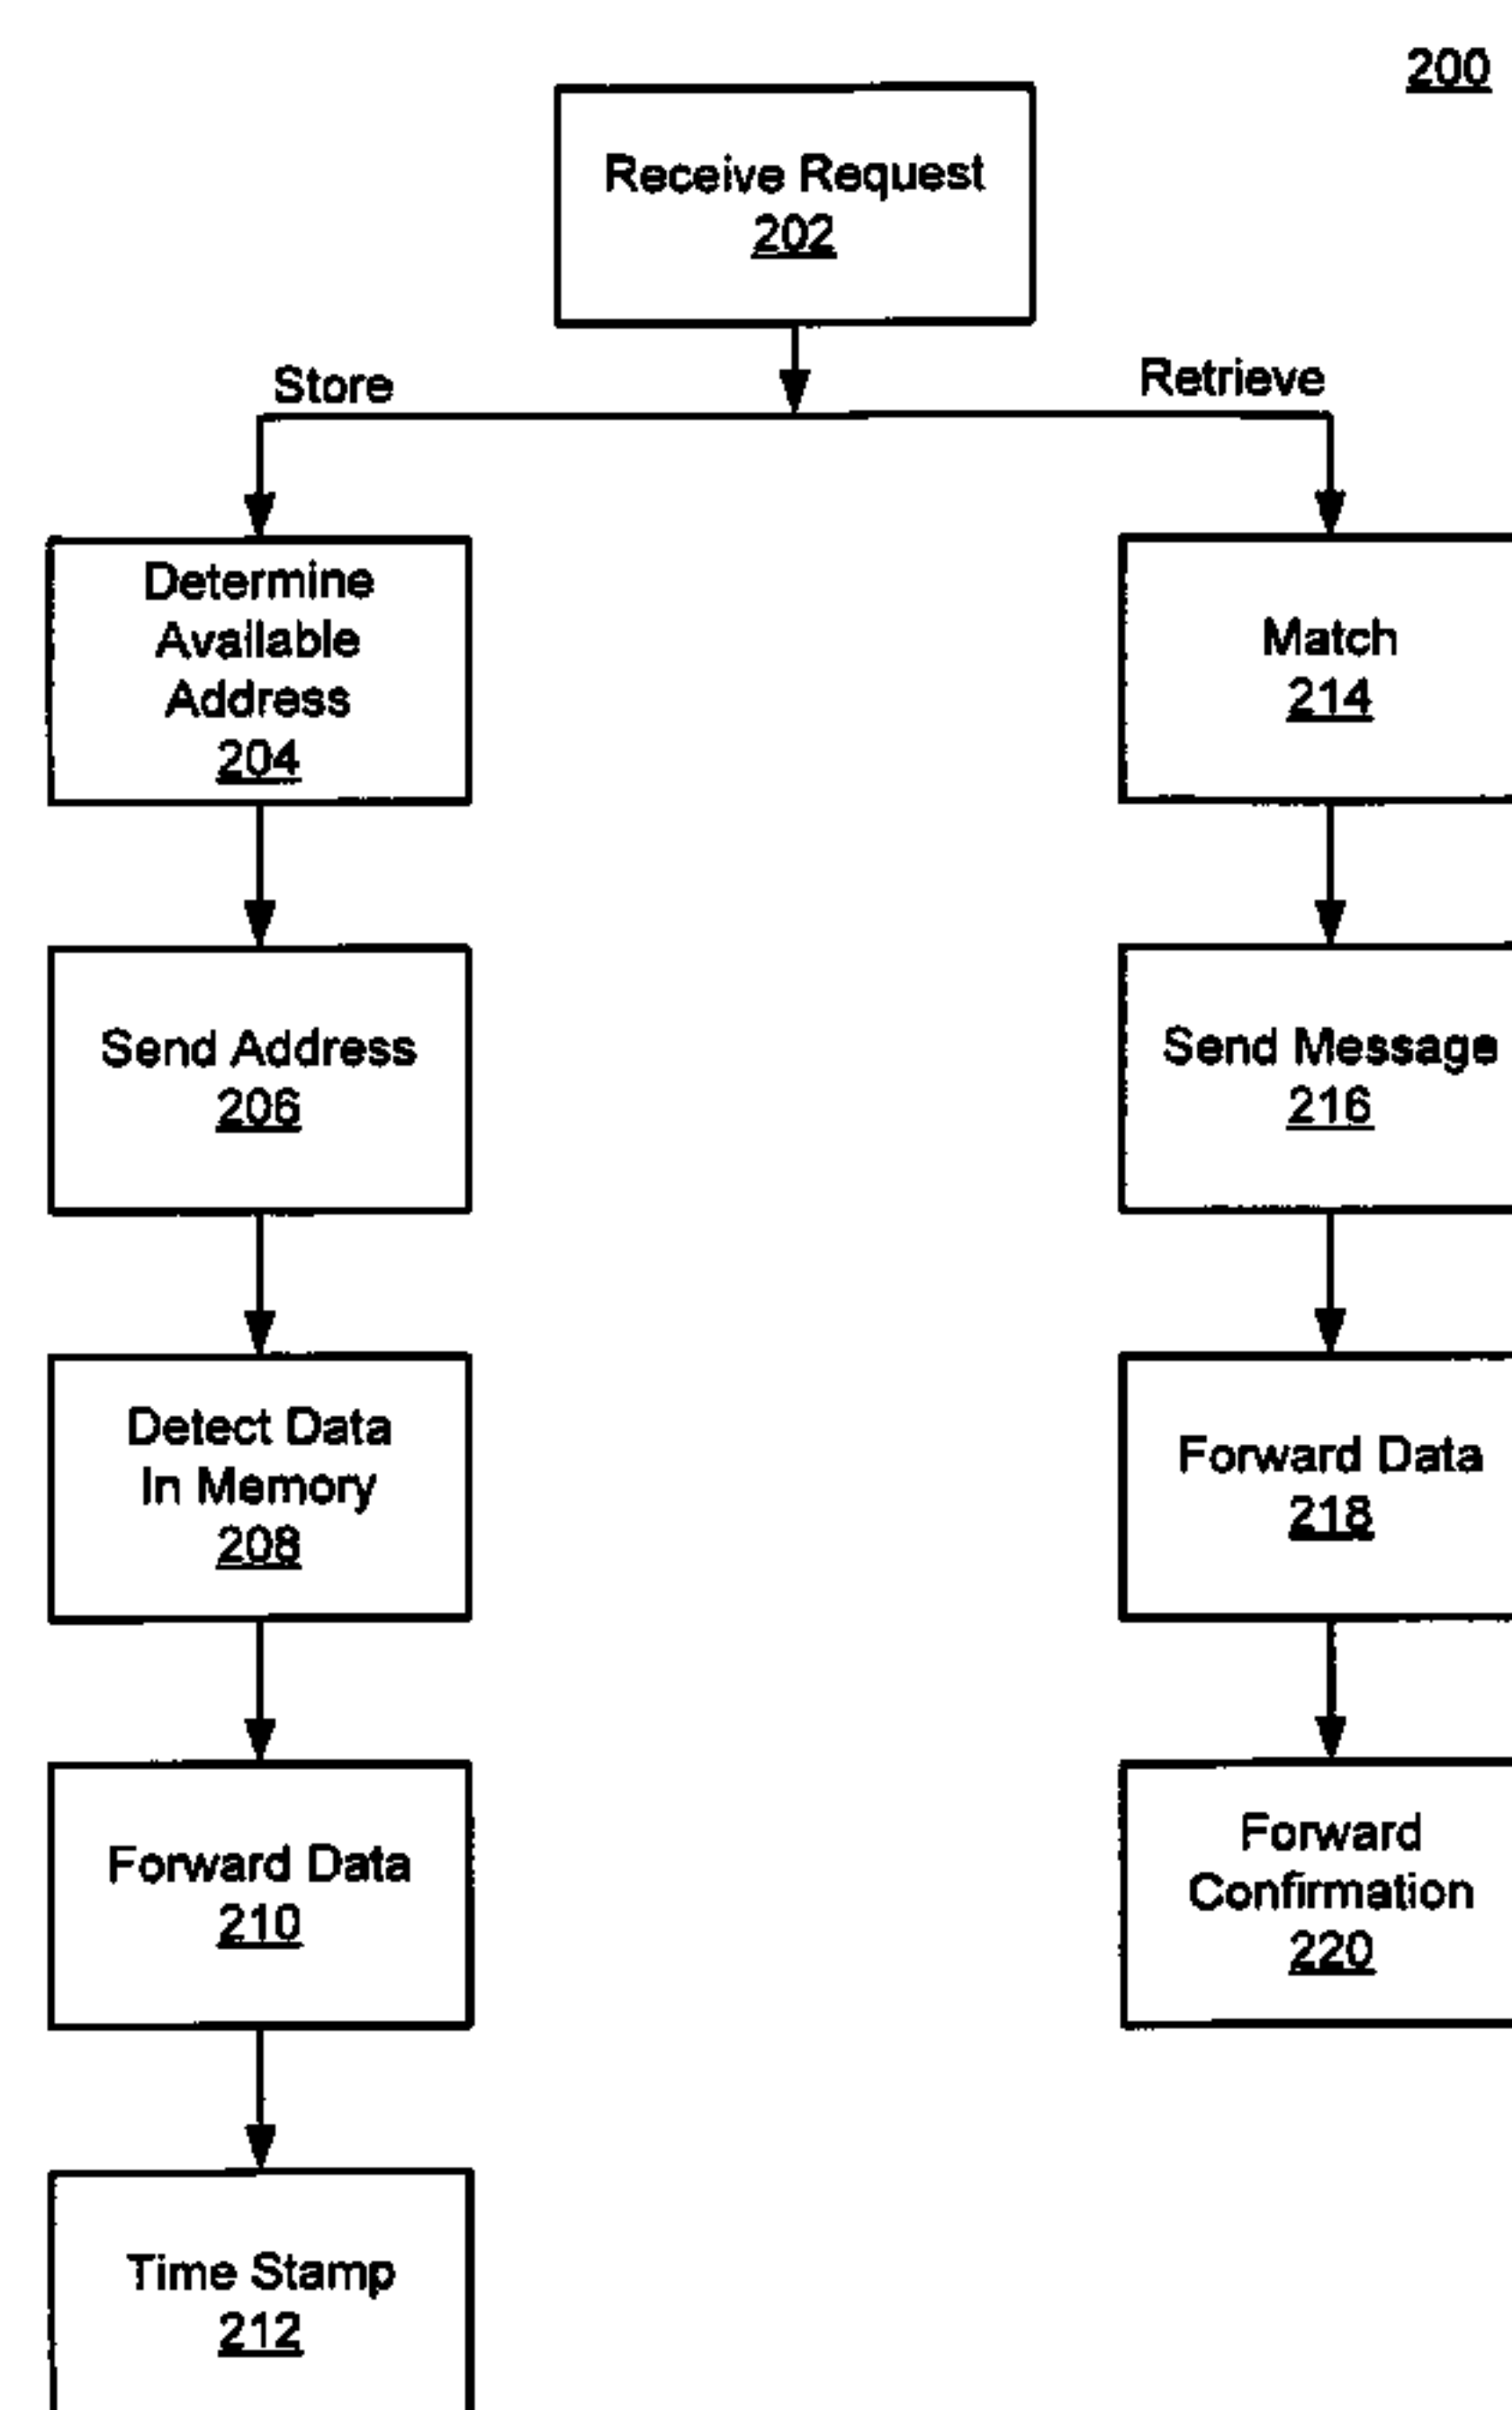 200
Receive Request
202
Store
Retrieve
Determine
Available
Address
204
Match
214
Send Address
206
Send Message
216
Detect Data
In Memory
208
Forward Data
218
Forward Data
210
Forward
Confirmation
220
Time Stamp
212